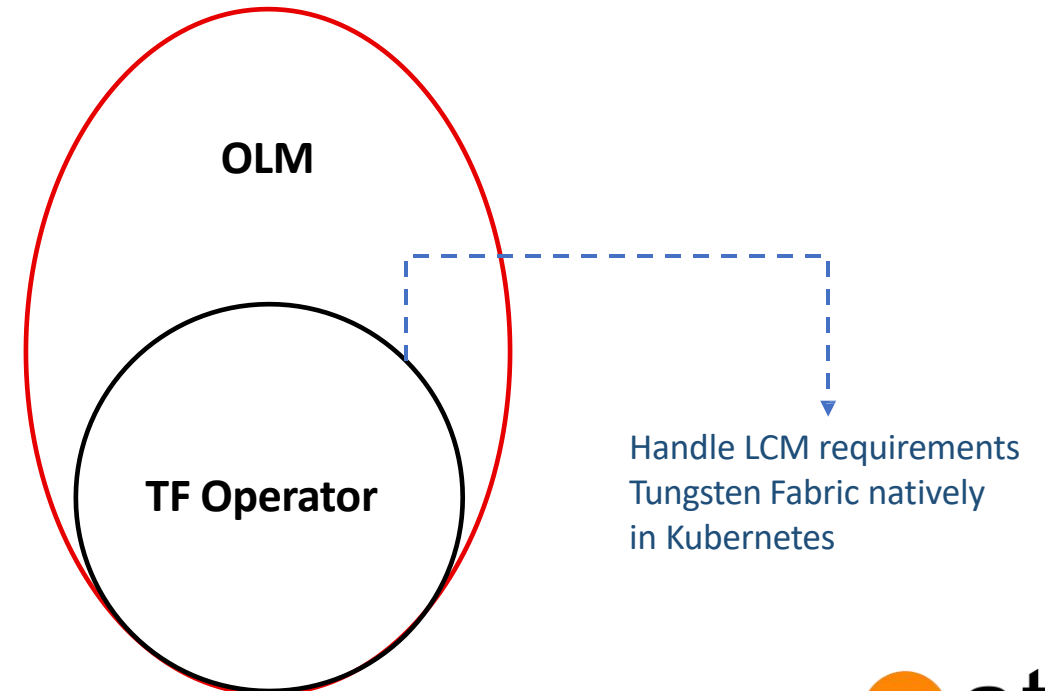 OLM
TF Operator
Handle LCM requirements
Tungsten Fabric natively
in Kubernetes